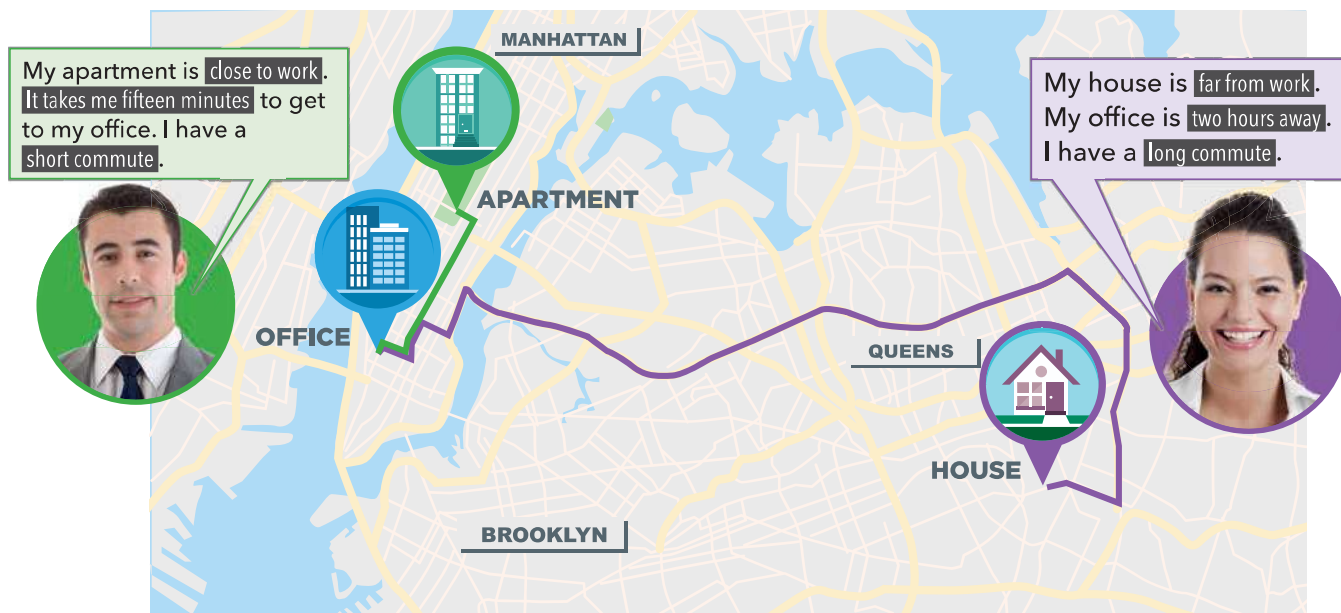 My apartment is close to work.
It takes me fifteen minutes to get
to my office. I have a
short commute.
MANHATTAN
My house is far from work.
My office is two hours away.
I have a long commute.
APARTMENT
OFFICE
QUEENS
HOUSE
BROOKLYN